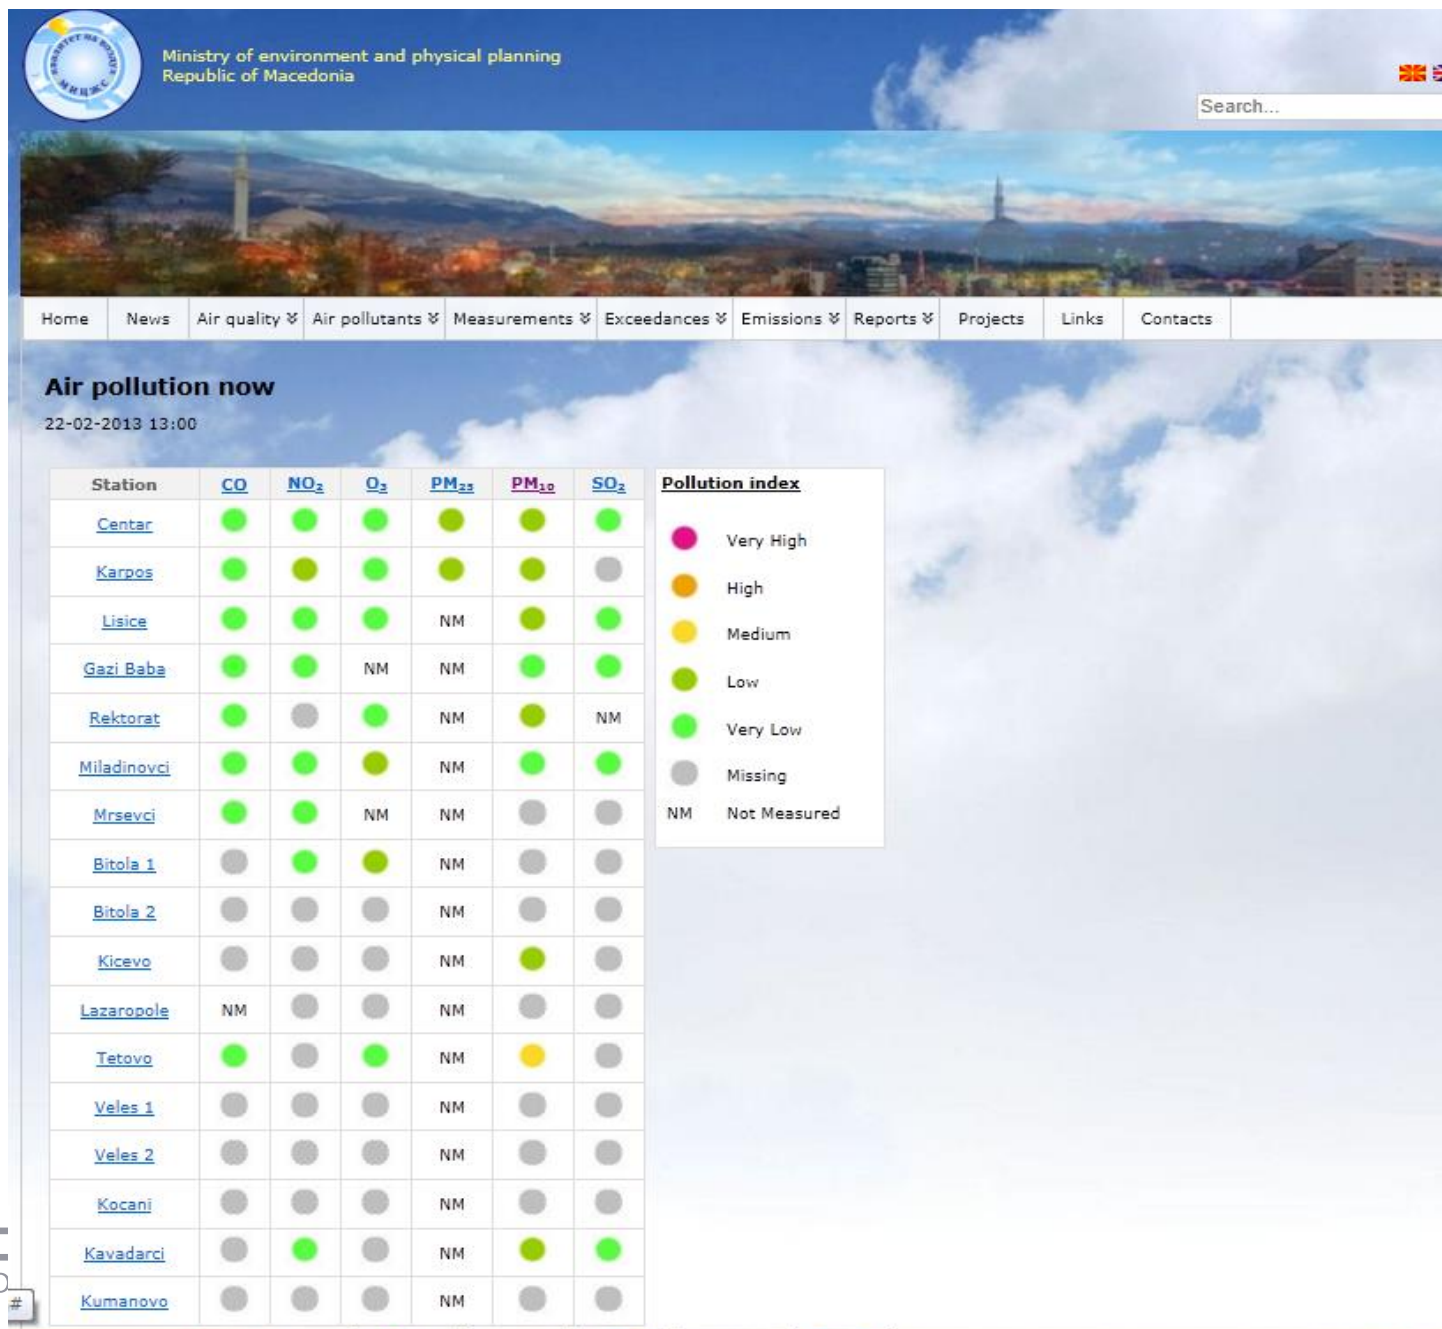 Ministry of environment and physical planning
Republic of Macedonia
Search...
Home News Air quality Air pollutants Measurements Exceedances Emissions Reports Projects Links Contacts
Air pollution now
22-02-2013 13:00
Station CO NO₂ O₃ PM₂₅ PM₁₀ SO₂
Centar
Karpos
Lisice NM
Gazi Baba NM NM
Rektorat NM NM
Miladinovci NM
Mrsevci NM NM
Bitola 1 NM
Bitola 2 NM
Kicevo NM
Lazaropole NM NM
Tetovo NM
Veles 1 NM
Veles 2 NM
Kocani NM
Kavadarci NM
Kumanovo NM
Pollution index
Very High
High
Medium
Low
Very Low
Missing
NM Not Measured
#